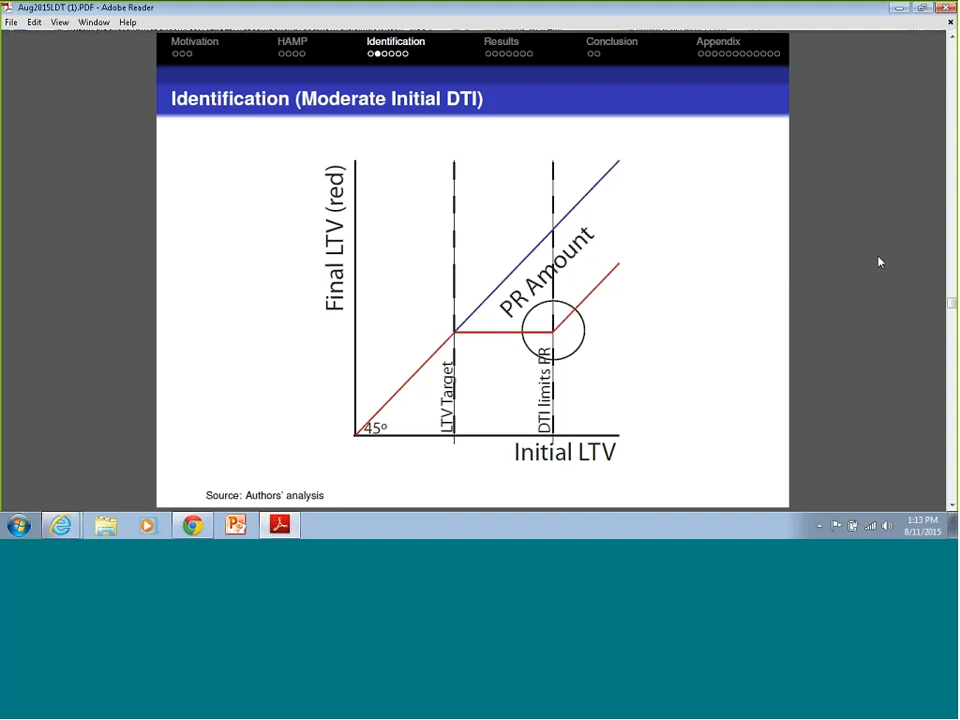 Aug2015LDT (1).PDF - Adobe Reader
File Edit View Window Help
Motivation HAMP Identification Results Conclusion Appendix
Identification (Moderate Initial DTI)
Final LTV (red)
PR Amount
LTV Target
DTI limits PR
45º
Initial LTV
Source: Authors' analysis
1:13 PM
8/11/2015